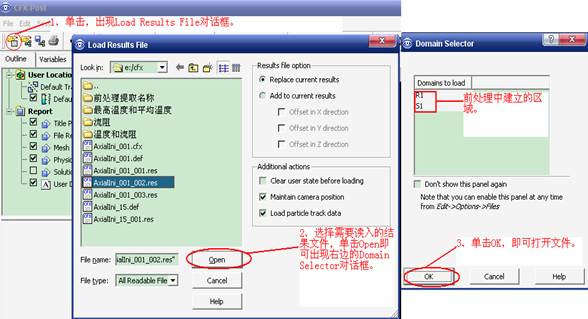 CFX-Post
1、单击，出现Load Results File对话框。
Outline
Variables
User Locatio
Default Tra
Defaul
Report
Title P
File Re
Mesh
Physic
Solutio
User D
Load Results File
Look in:
e:/cfx
..
前处理提取名称
最高温度和平均温度
流阻
温度和流阻
AxialIni_001.cfx
AxialIni_001.def
AxialIni_001_001.res
AxialIni_001_002.res
AxialIni_001_003.res
AxialIni_15.def
AxialIni_15_001.res
File name:
ialIni_001_002.res"
Open
File type:
All Readable File
Cancel
Help
Results file option
Replace current results
Add to current results
Offset in X direction
Offset in Y direction
Offset in Z direction
Additional actions
Clear user state before loading
Maintain camera position
Load particle track data
2、选择需要读入的结
果文件，单击Open即
可出现右边的Domain
Selector对话框。
Domain Selector
Domains to load
R1
S1
前处理中建立的区
域。
Don't show this panel again
Note that you can enable this panel at any time
from Edit->Options->Files
3、单击OK，即可打开文件。
OK
Cancel
Help